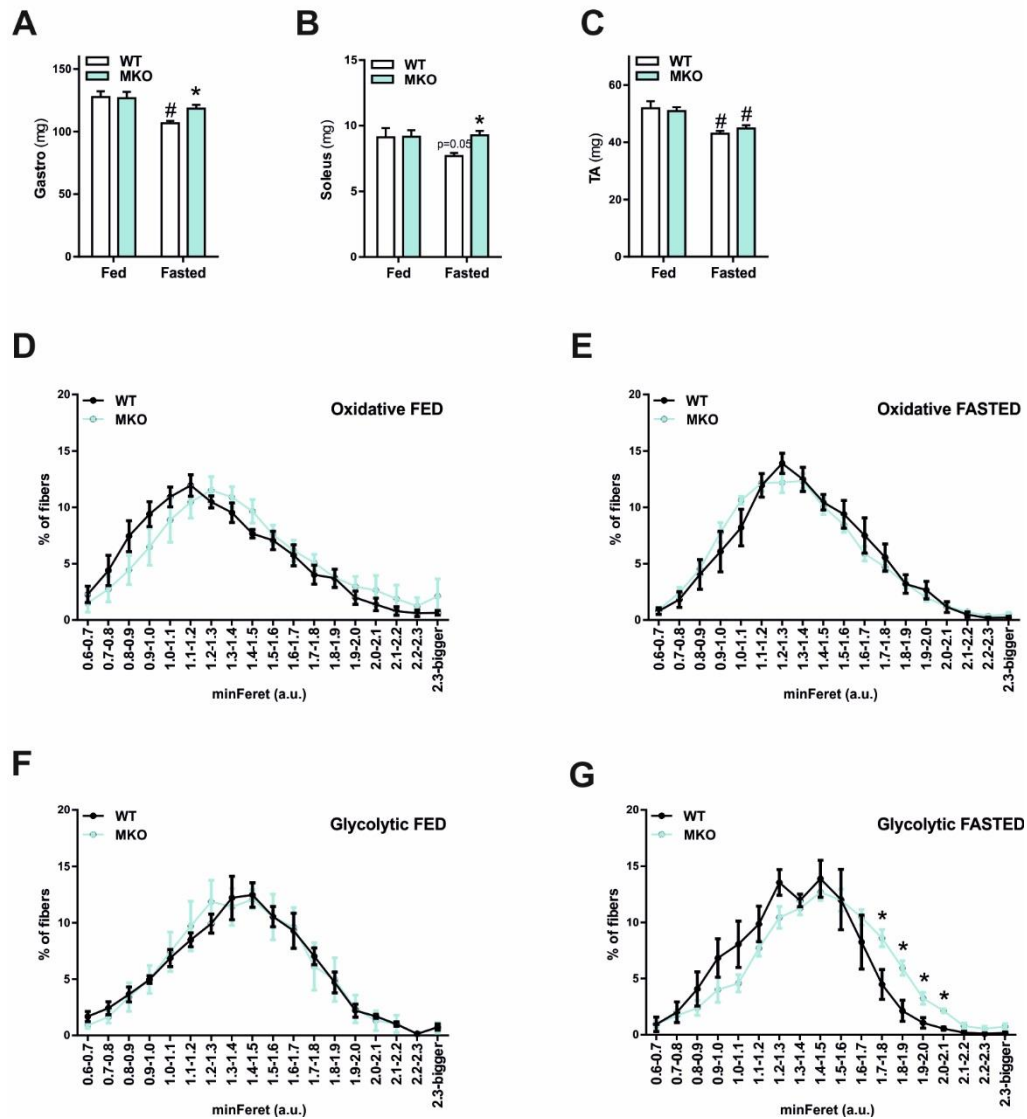 A
WT
MKO
Gastro (mg)
150
100
50
0
#
*
Fed
Fasted
B
WT
MKO
Soleus (mg)
15
10
5
0
p=0.05
*
Fed
Fasted
C
WT
MKO
TA (mg)
60
40
20
0
#
#
Fed
Fasted
D
WT
MKO
Oxidative FED
% of fibers
20
15
10
5
0
0.6-0.7
0.7-0.8
0.8-0.9
0.9-1.0
1.0-1.1
1.1-1.2
1.2-1.3
1.3-1.4
1.4-1.5
1.5-1.6
1.6-1.7
1.7-1.8
1.8-1.9
1.9-2.0
2.0-2.1
2.1-2.2
2.2-2.3
2.3-bigger
minFeret (a.u.)
E
WT
MKO
Oxidative FASTED
% of fibers
20
15
10
5
0
0.6-0.7
0.7-0.8
0.8-0.9
0.9-1.0
1.0-1.1
1.1-1.2
1.2-1.3
1.3-1.4
1.4-1.5
1.5-1.6
1.6-1.7
1.7-1.8
1.8-1.9
1.9-2.0
2.0-2.1
2.1-2.2
2.2-2.3
2.3-bigger
minFeret (a.u.)
F
WT
MKO
Glycolytic FED
% of fibers
20
15
10
5
0
0.6-0.7
0.7-0.8
0.8-0.9
0.9-1.0
1.0-1.1
1.1-1.2
1.2-1.3
1.3-1.4
1.4-1.5
1.5-1.6
1.6-1.7
1.7-1.8
1.8-1.9
1.9-2.0
2.0-2.1
2.1-2.2
2.2-2.3
2.3-bigger
minFeret (a.u.)
G
WT
MKO
Glycolytic FASTED
% of fibers
20
15
10
5
0
*
*
*
*
0.6-0.7
0.7-0.8
0.8-0.9
0.9-1.0
1.0-1.1
1.1-1.2
1.2-1.3
1.3-1.4
1.4-1.5
1.5-1.6
1.6-1.7
1.7-1.8
1.8-1.9
1.9-2.0
2.0-2.1
2.1-2.2
2.2-2.3
2.3-bigger
minFeret (a.u.)